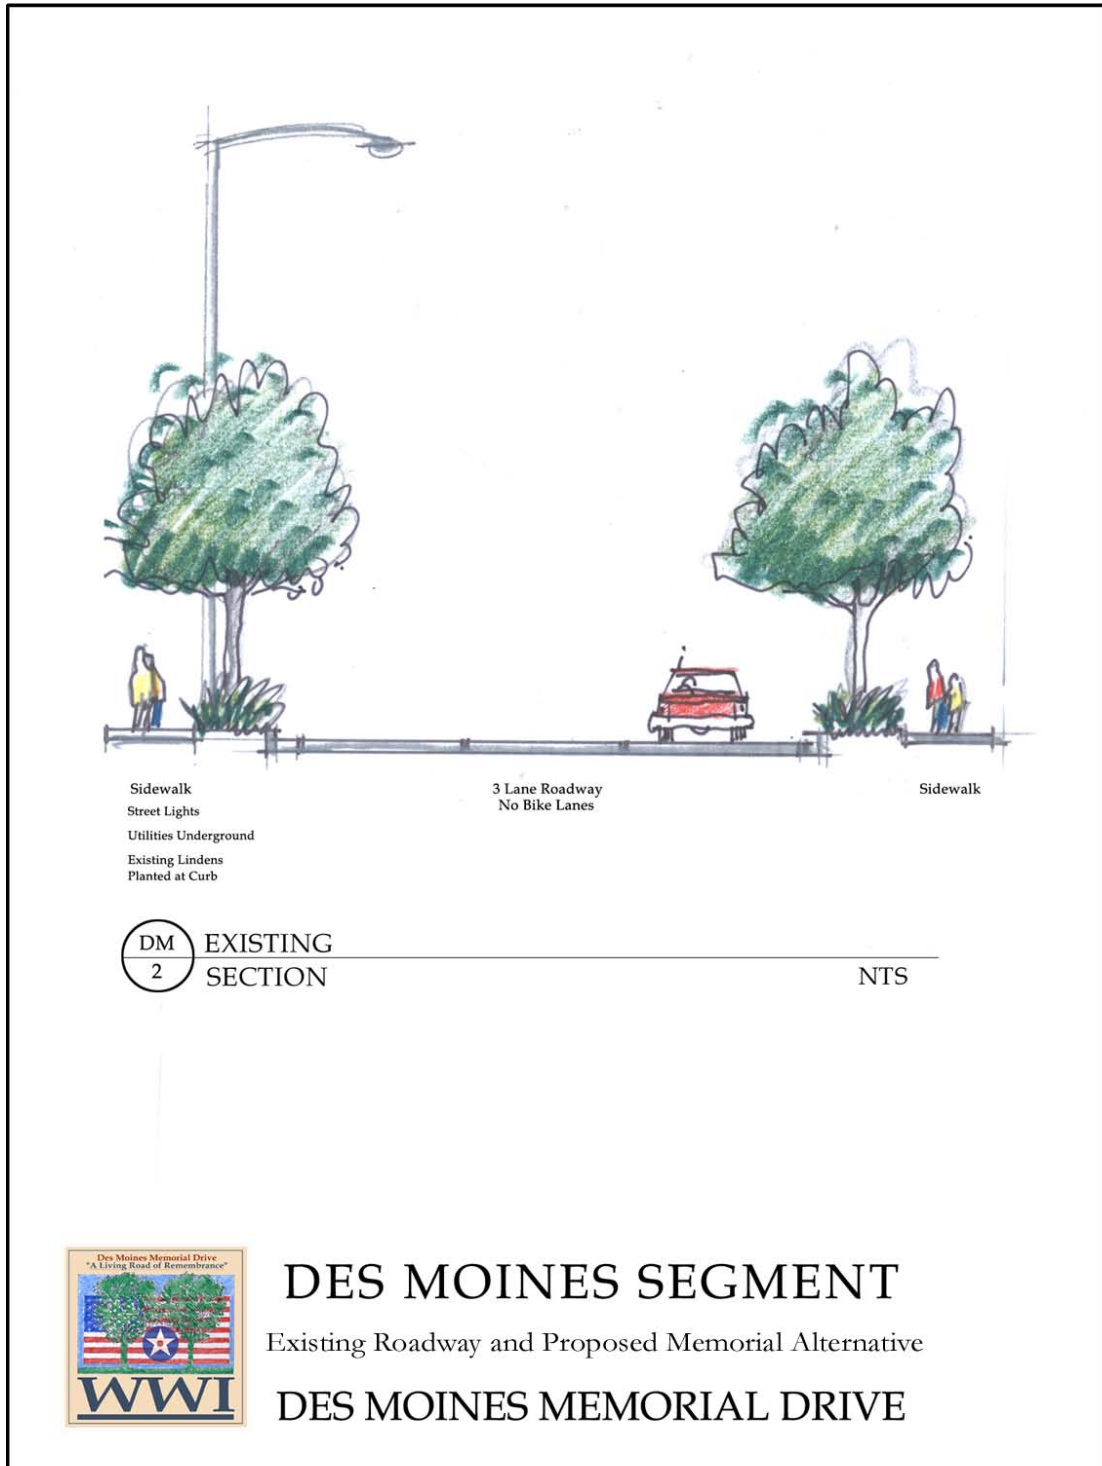 Sidewalk
Street Lights
Utilities Underground
Existing Lindens
Planted at Curb
3 Lane Roadway
No Bike Lanes
Sidewalk
DM
2
EXISTING
SECTION
NTS
Des Moines Memorial Drive
"A Living Road of Remembrance"
WWI
DES MOINES SEGMENT
Existing Roadway and Proposed Memorial Alternative
DES MOINES MEMORIAL DRIVE